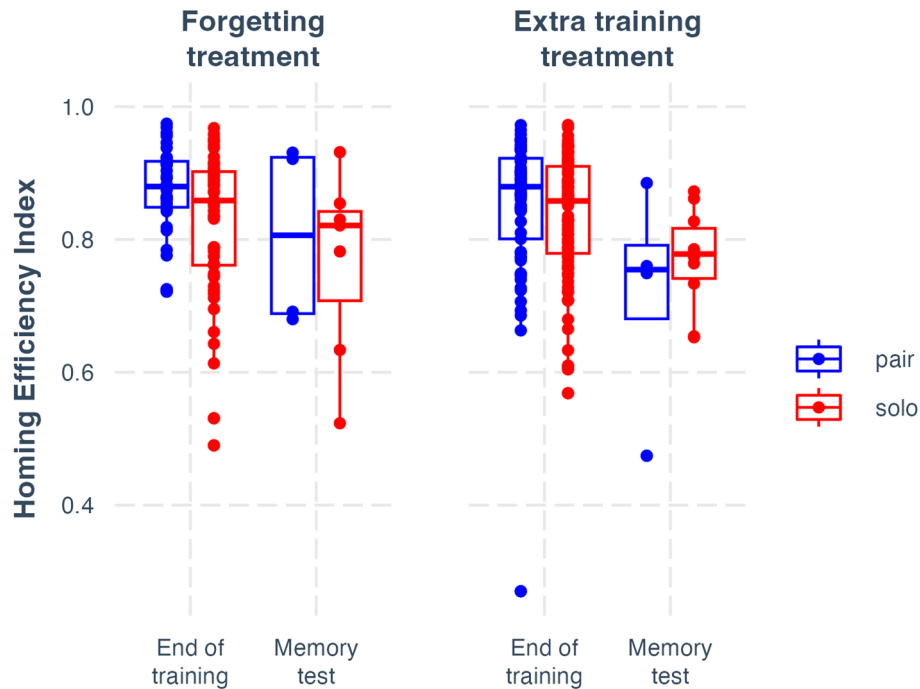 Forgetting
treatment
Extra training
treatment
Homing Efficiency Index
1.0
0.8
0.6
0.4
End of
training
Memory
test
End of
training
Memory
test
pair
solo